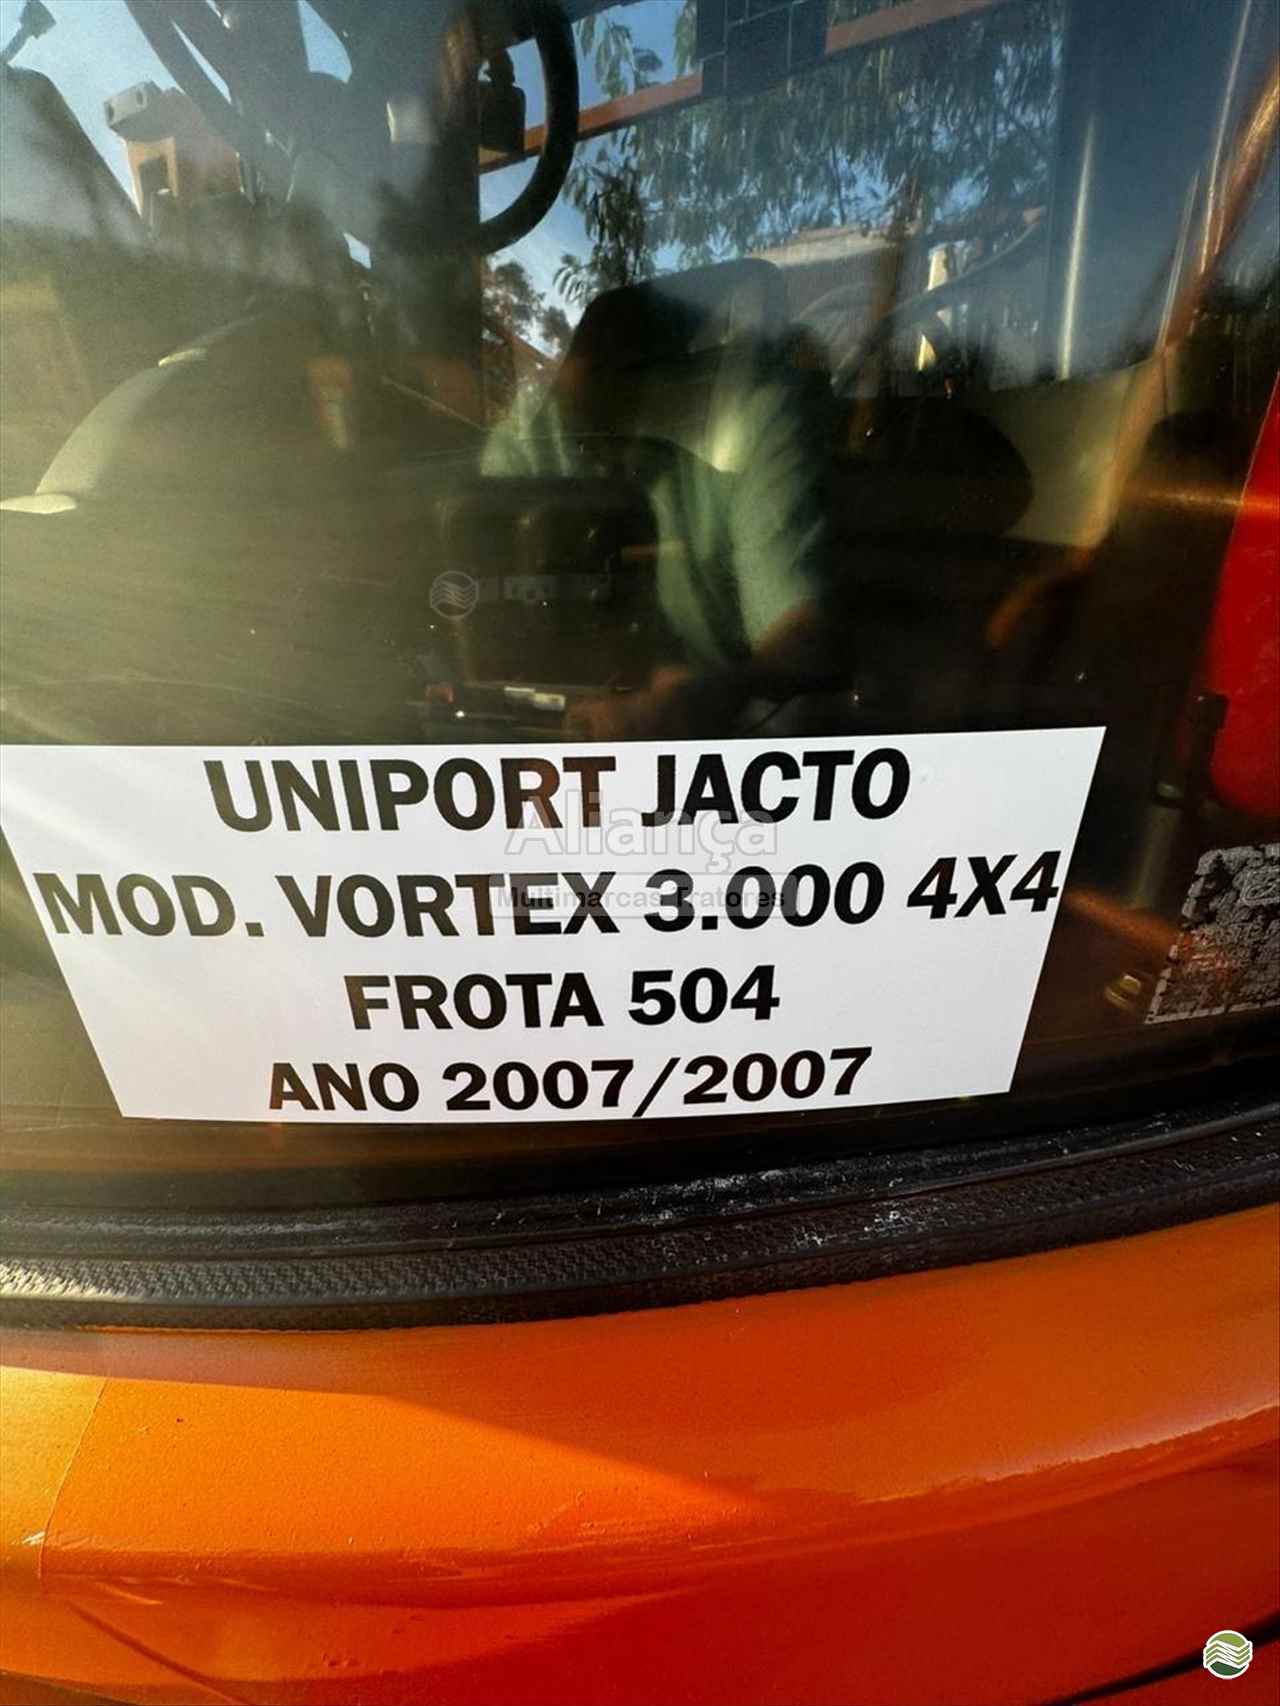 UNIPORT JACTO
Aliança
MOD. VORTEX 3.000 4X4
Multimarcas Tratores
FROTA 504
ANO 2007/2007